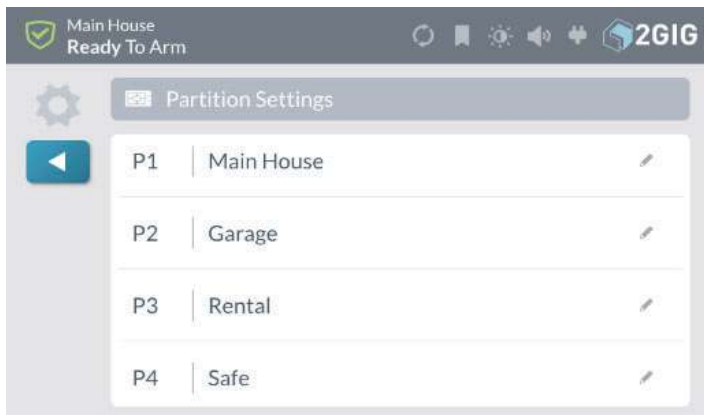 Main House
Ready To Arm
2GIG
Partition Settings
P1 Main House
P2 Garage
P3 Rental
P4 Safe